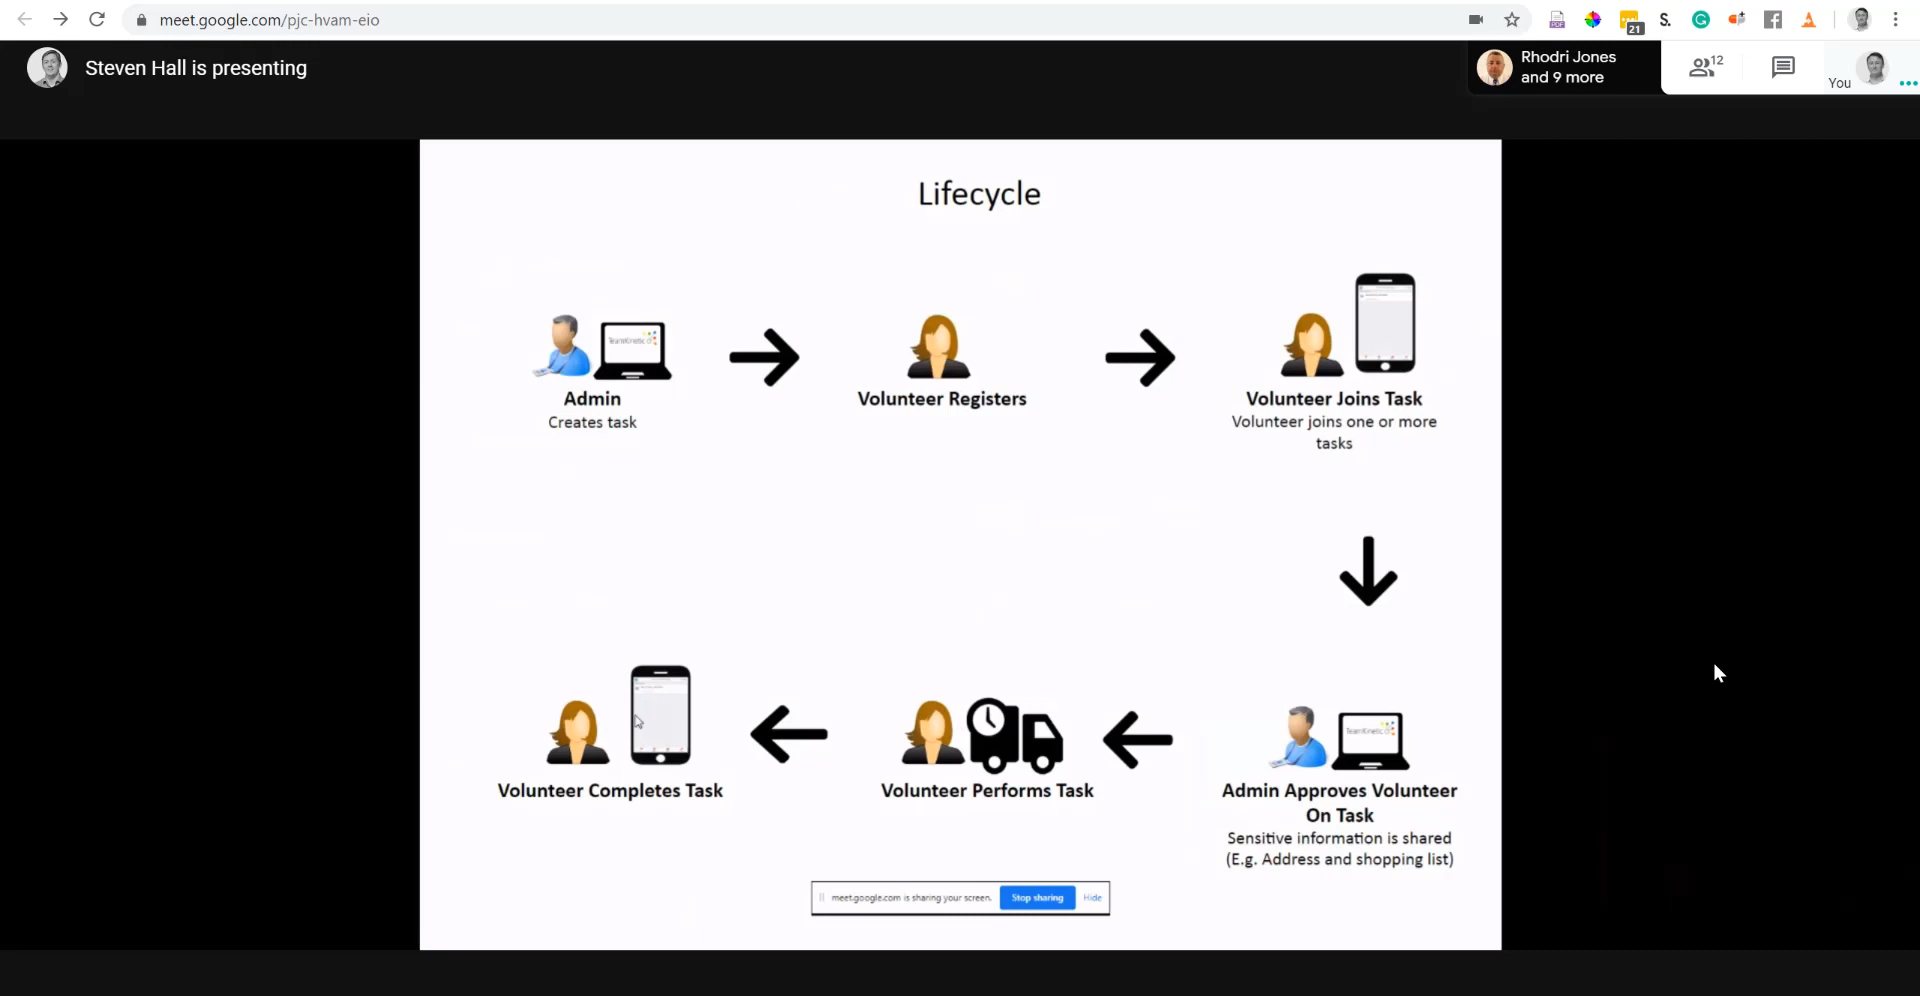 meet.google.com/pjc-hvam-eio
21
Steven Hall is presenting
Rhodri Jones
and 9 more
12
You
Lifecycle
TeamKinetic
Admin
Creates task
Volunteer Registers
Volunteer Joins Task
Volunteer joins one or more
tasks
Volunteer Completes Task
Volunteer Performs Task
TeamKinetic
Admin Approves Volunteer
On Task
Sensitive information is shared
(E.g. Address and shopping list)
meet.google.com is sharing your screen.
Stop sharing
Hide